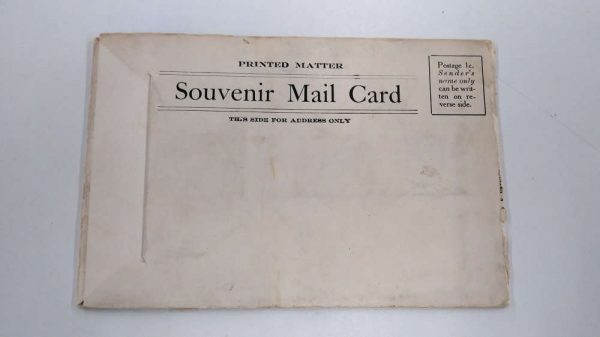 PRINTED MATTER
Souvenir Mail Card
THIS SIDE FOR ADDRESS ONLY
Postage 1c.
Sender's
name only
can be writ-
ten on re-
verse side.